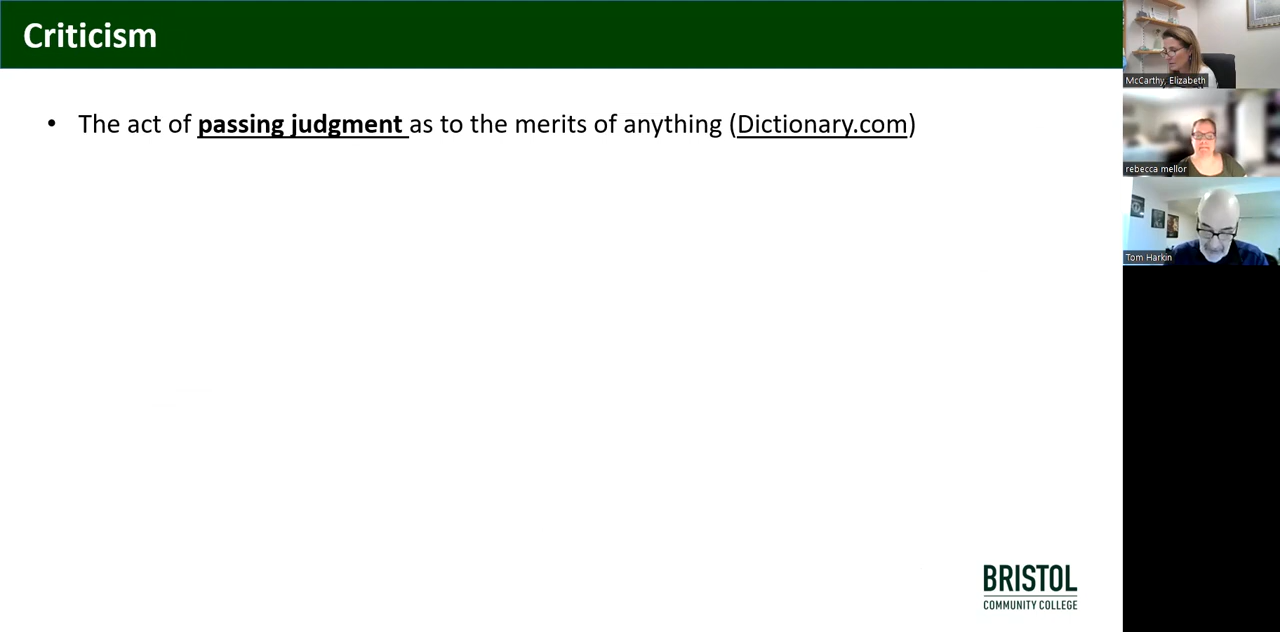 Criticism
• The act of passing judgment as to the merits of anything (Dictionary.com)
McCarthy, Elizabeth
rebecca mellor
Tom Harkin
BRISTOL
COMMUNITY COLLEGE